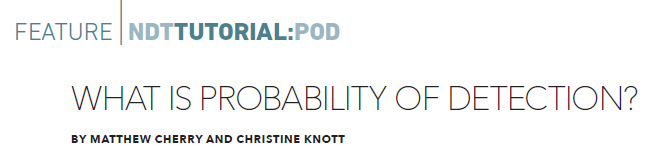 FEATURE NDTTUTORIAL:POD
WHAT IS PROBABILITY OF DETECTION?
BY MATTHEW CHERRY AND CHRISTINE KNOTT